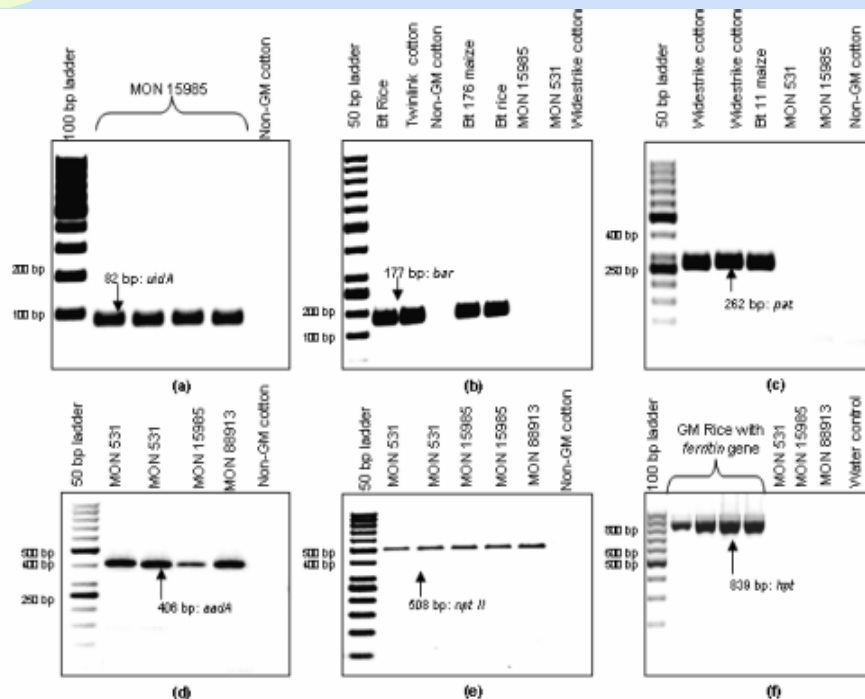 100 bp ladder
MON 15985
Non-GM cotton
200 bp
100 bp
82 bp: uidA
(a)
50 bp ladder
Bt Rice
Twinlink cotton
Non-GM cotton
Bt 176 maize
Bt rice
MON 15985
MON 531
Widestrike cotton
200 bp
100 bp
177 bp: bar
(b)
50 bp ladder
Widestrike cotton
Widestrike cotton
Bt 11 maize
MON 531
MON 15985
Non-GM cotton
400 bp
250 bp
262 bp: pat
(c)
50 bp ladder
MON 531
MON 531
MON 15985
MON 88913
Non-GM cotton
500 bp
400 bp
250 bp
406 bp: aadA
(d)
50 bp ladder
MON 531
MON 531
MON 15985
MON 15985
MON 88913
Non-GM cotton
500 bp
400 bp
508 bp: npt II
(e)
100 bp ladder
GM Rice with
ferritin gene
MON 531
MON 15985
MON 88913
Water control
600 bp
500 bp
839 bp: hpt
(f)